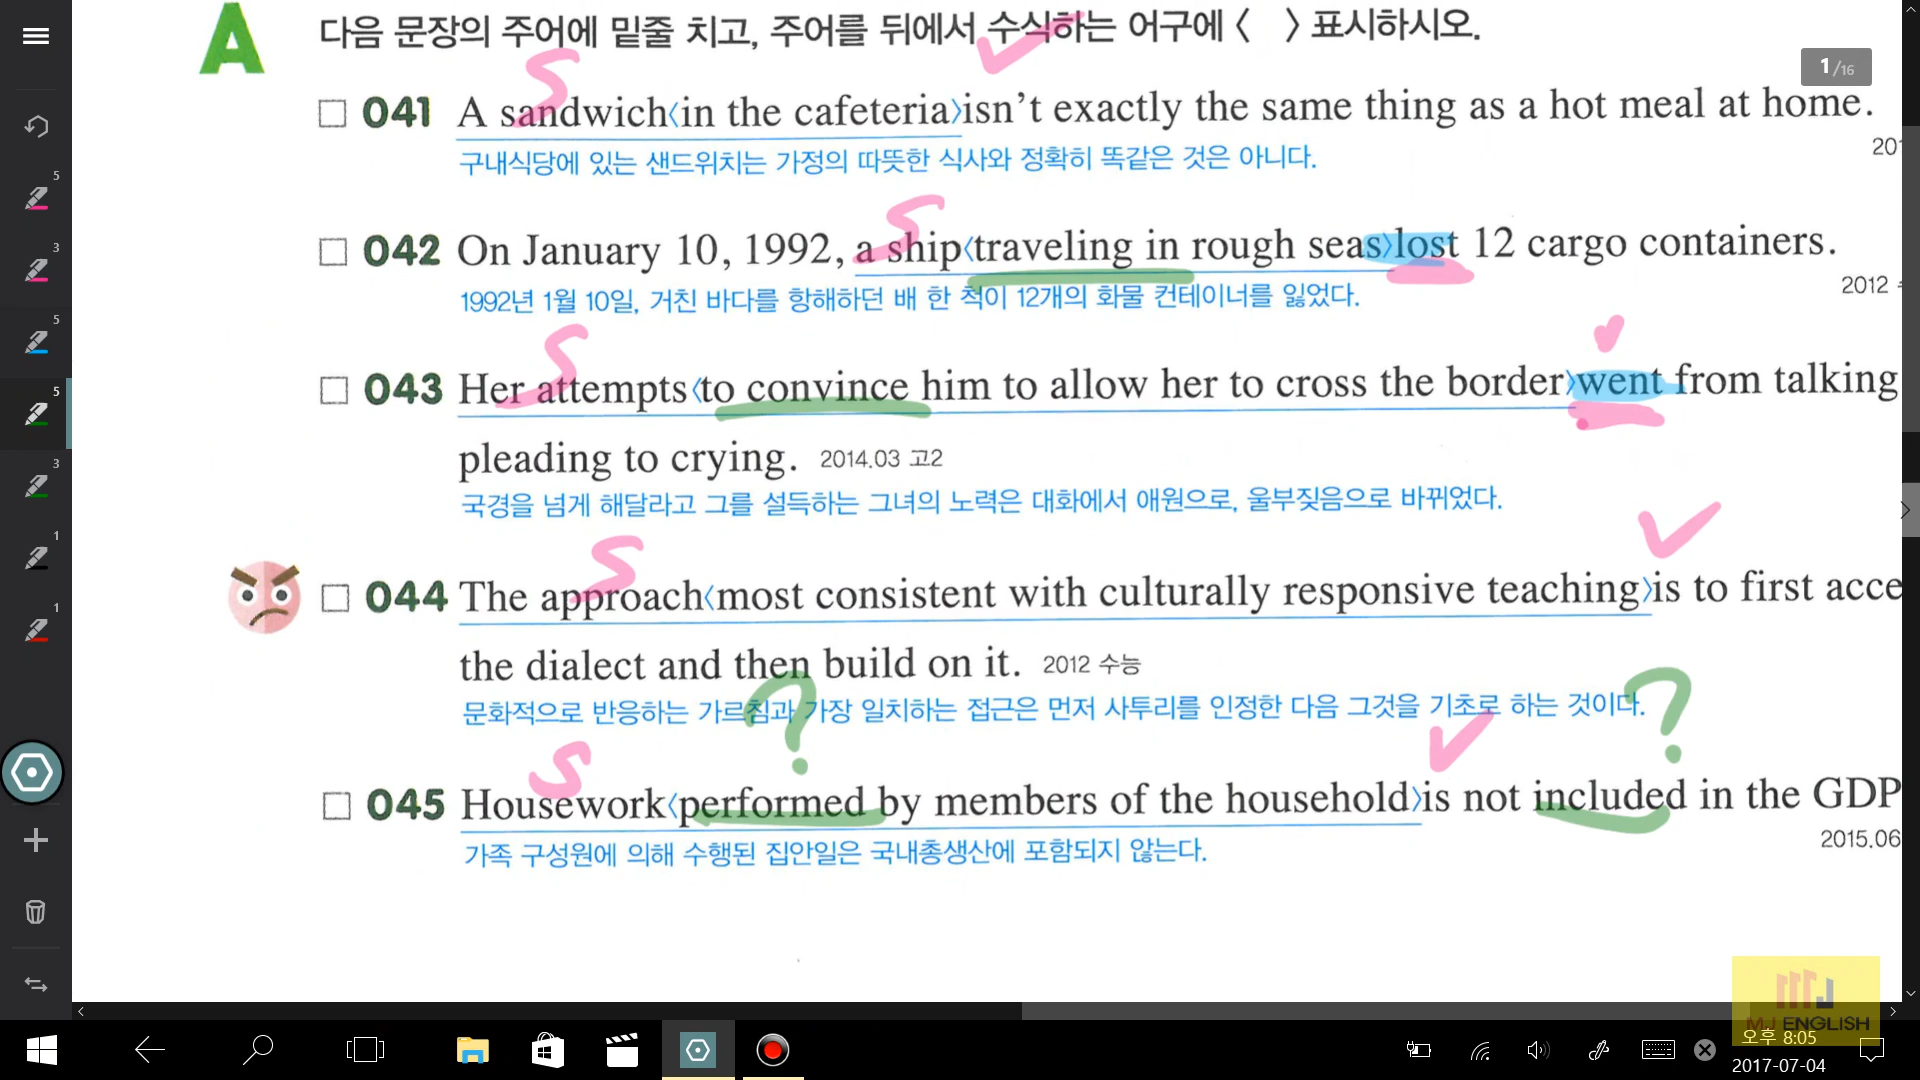 A 다음 문장의 주어에 밑줄 치고, 주어를 뒤에서 수식하는 어구에 〈 〉 표시하시오.
1/16
S
□ 041 A sandwich〈in the cafeteria〉isn't exactly the same thing as a hot meal at home.
201
구내식당에 있는 샌드위치는 가정의 따뜻한 식사와 정확히 똑같은 것은 아니다.
S
□ 042 On January 10, 1992, a ship〈traveling in rough seas〉lost 12 cargo containers.
2012
1992년 1월 10일, 거친 바다를 항해하던 배 한 척이 12개의 화물 컨테이너를 잃었다.
S
□ 043 Her attempts〈to convince him to allow her to cross the border〉went from talking
pleading to crying. 2014.03 고2
국경을 넘게 해달라고 그를 설득하는 그녀의 노력은 대화에서 애원으로, 울부짖음으로 바뀌었다.
S
□ 044 The approach〈most consistent with culturally responsive teaching〉is to first acce
the dialect and then build on it. 2012 수능
문화적으로 반응하는 가르침과 가장 일치하는 접근은 먼저 사투리를 인정한 다음 그것을 기초로 하는 것이다.
? ?
S
□ 045 Housework〈performed by members of the household〉is not included in the GDP
2015.06
가족 구성원에 의해 수행된 집안일은 국내총생산에 포함되지 않는다.
5
3
5
5
3
1
1
MJ ENGLISH
오후 8:05
2017-07-04